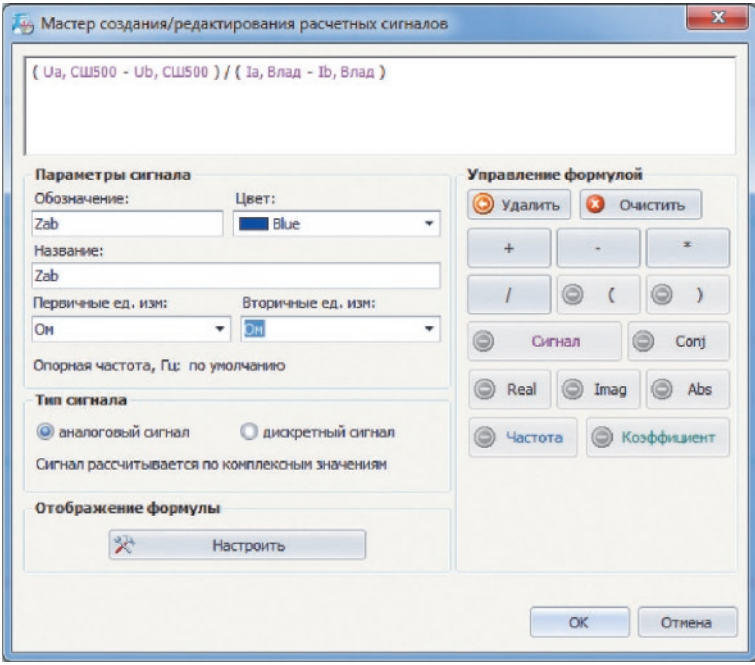 Мастер создания/редактирования расчетных сигналов
( Ua, СШ500 - Ub, СШ500 ) / ( Ia, Влад - Ib, Влад )
Параметры сигнала
Обозначение:
Цвет:
Zab
Blue
Название:
Zab
Первичные ед. изм:
Вторичные ед. изм:
Ом
Ом
Опорная частота, Гц: по умолчанию
Тип сигнала
аналоговый сигнал
дискретный сигнал
Сигнал рассчитывается по комплексным значениям
Отображение формулы
Настроить
Управление формулой
Удалить
Очистить
+
-
*
/
(
)
Сигнал
Conj
Real
Imag
Abs
Частота
Коэффициент
OK
Отмена